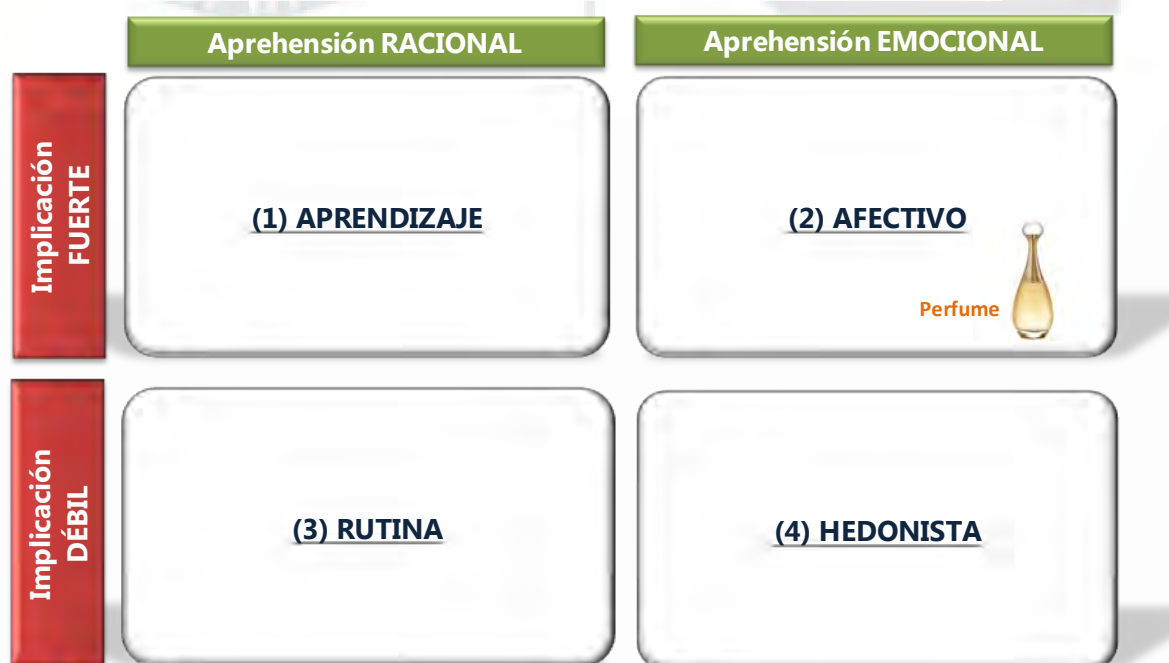 Aprehensión RACIONAL
Aprehensión EMOCIONAL
Implicación
FUERTE
(1) APRENDIZAJE
(2) AFECTIVO
Perfume
Implicación
DÉBIL
(3) RUTINA
(4) HEDONISTA